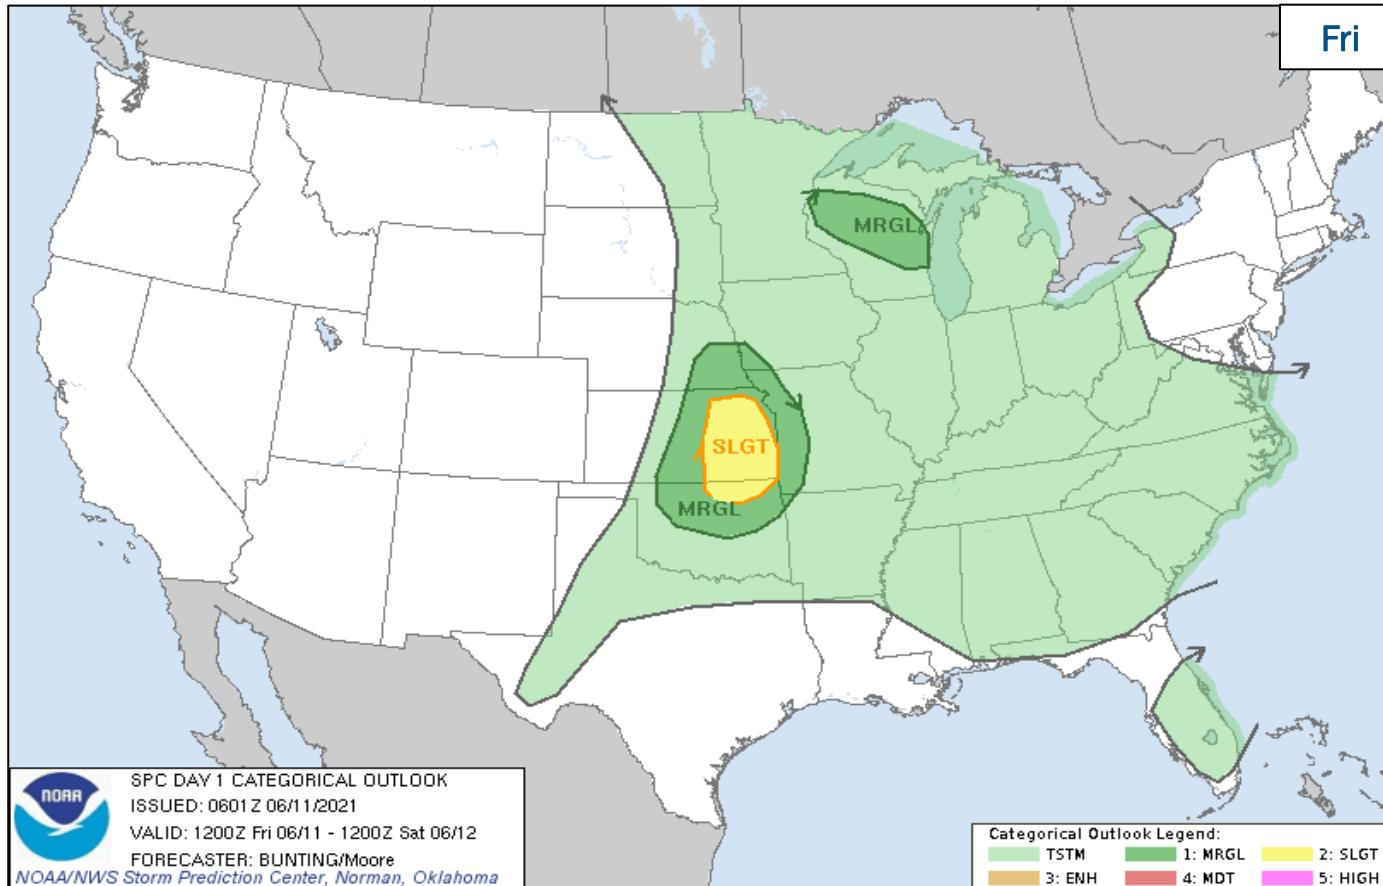 Fri
MRGL
SLGT
MRGL
NOAA
SPC DAY 1 CATEGORICAL OUTLOOK
ISSUED: 0601Z 06/11/2021
VALID: 1200Z Fri 06/11 - 1200Z Sat 06/12
FORECASTER: BUNTING/Moore
NOAA/NWS Storm Prediction Center, Norman, Oklahoma
Categorical Outlook Legend:
TSTM 1: MRGL 2: SLGT
3: ENH 4: MDT 5: HIGH